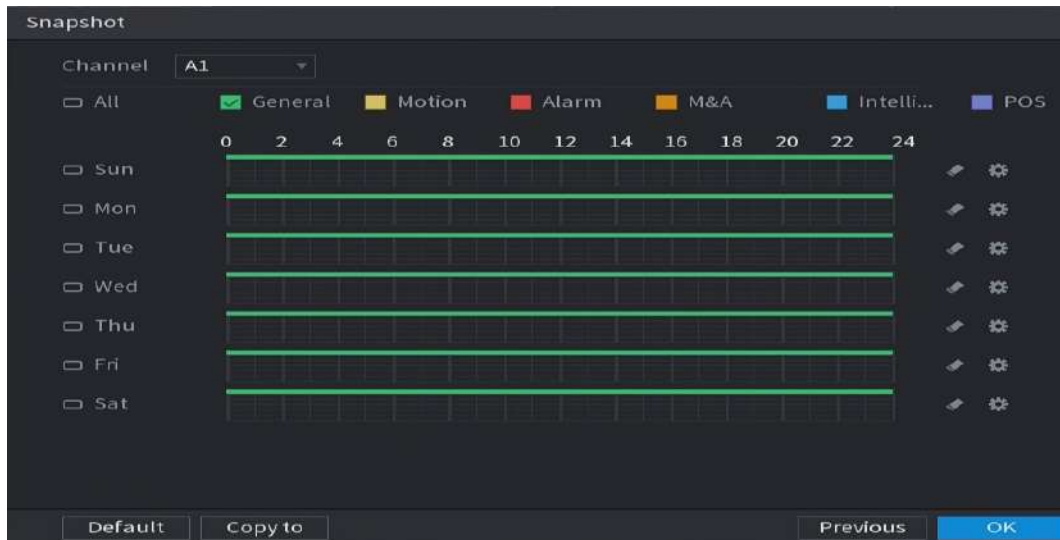 Snapshot
Channel A1
All General Motion Alarm M&A Intelli... POS
0 2 4 6 8 10 12 14 16 18 20 22 24
Sun
Mon
Tue
Wed
Thu
Fri
Sat
Default Copy to Previous OK